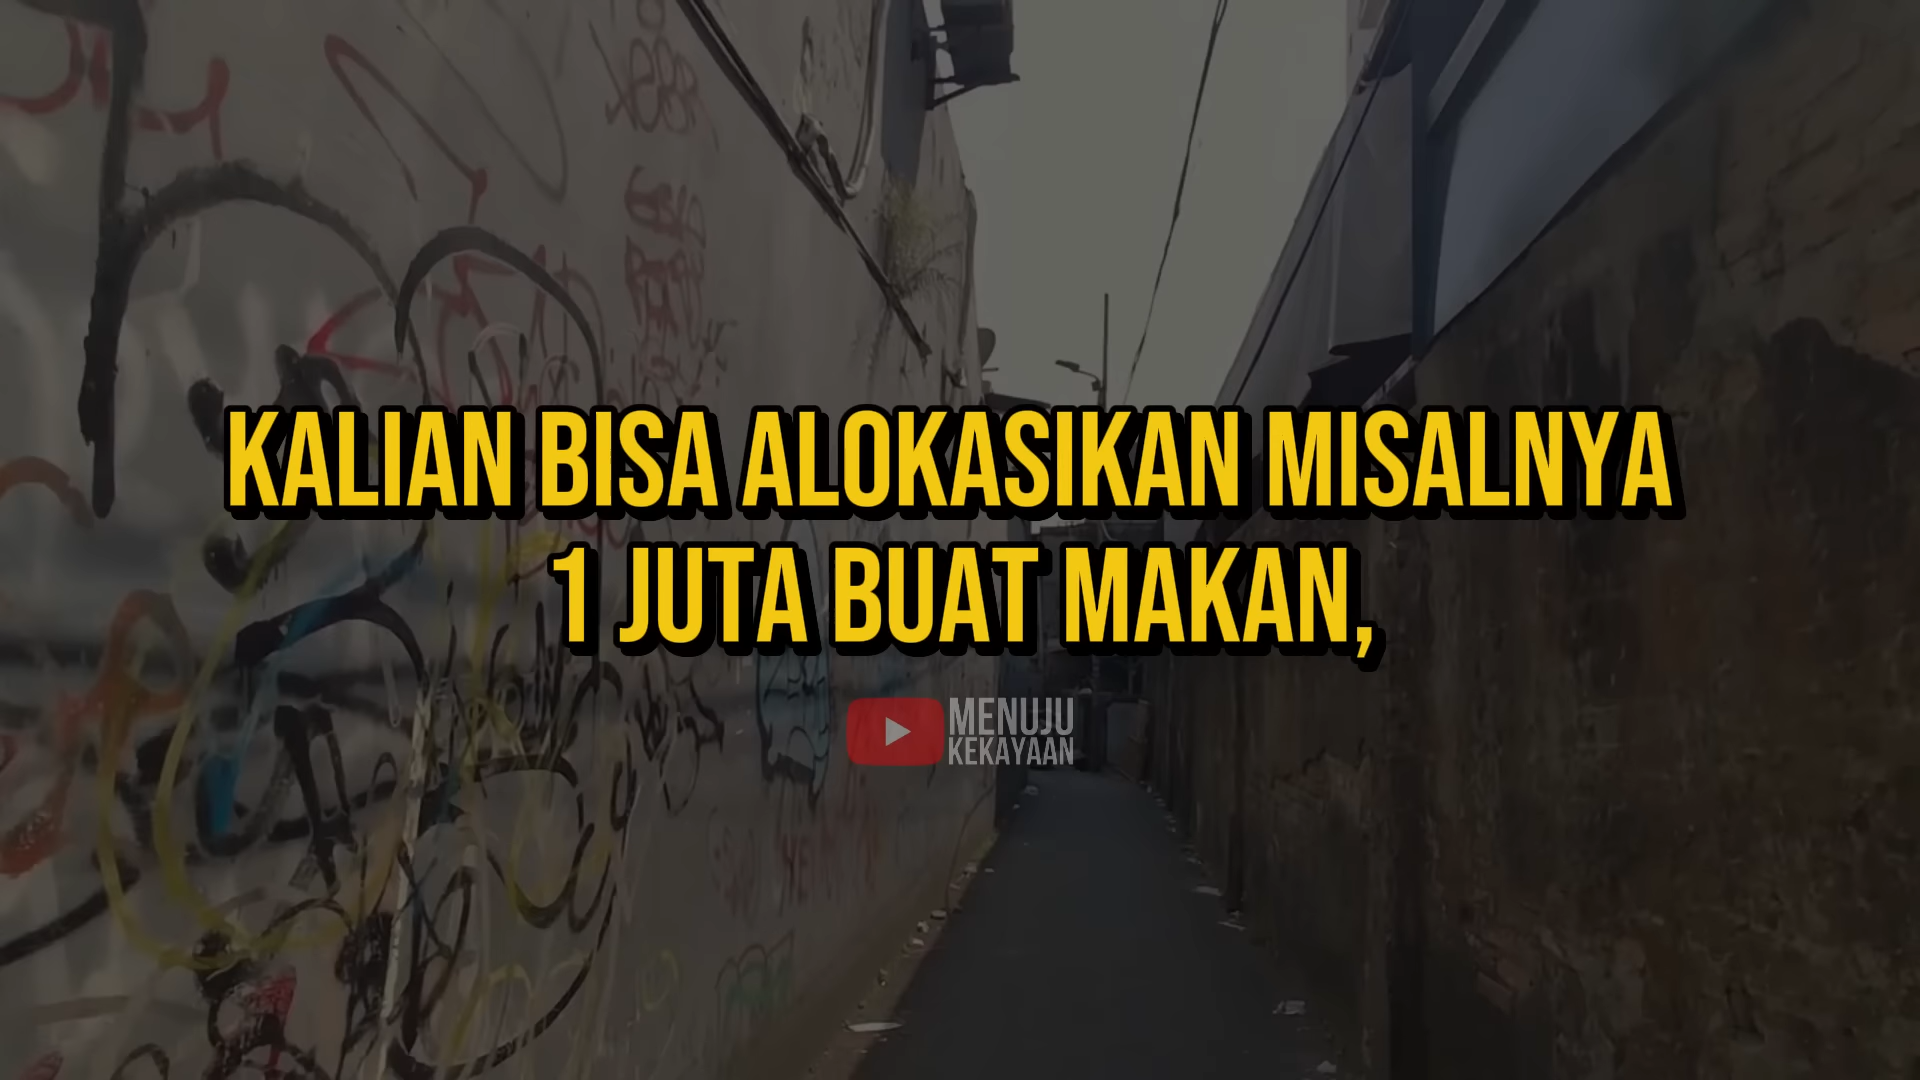 KALIAN BISA ALOKASIKAN MISALNYA
1 JUTA BUAT MAKAN,
MENUJU
KEKAYAAN